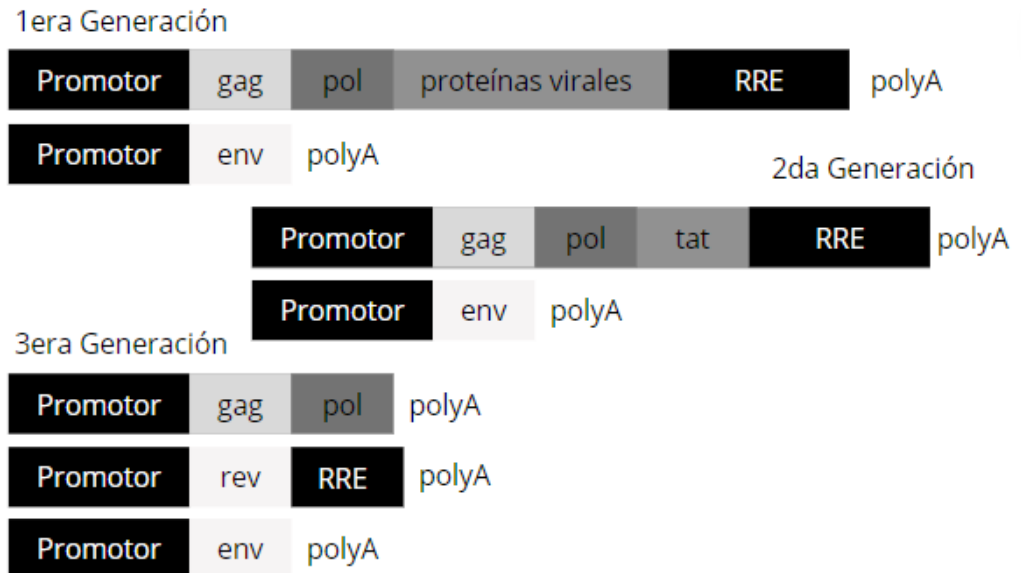 1era Generación
Promotor gag pol proteínas virales RRE polyA
Promotor env polyA
2da Generación
Promotor gag pol tat RRE polyA
Promotor env polyA
3era Generación
Promotor gag pol polyA
Promotor rev RRE polyA
Promotor env polyA